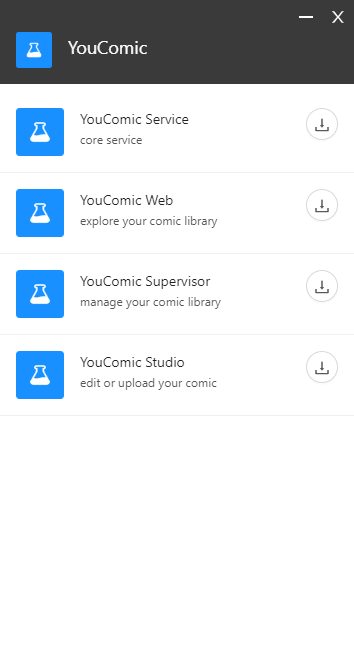 YouComic
YouComic Service
core service
YouComic Web
explore your comic library
YouComic Supervisor
manage your comic library
YouComic Studio
edit or upload your comic